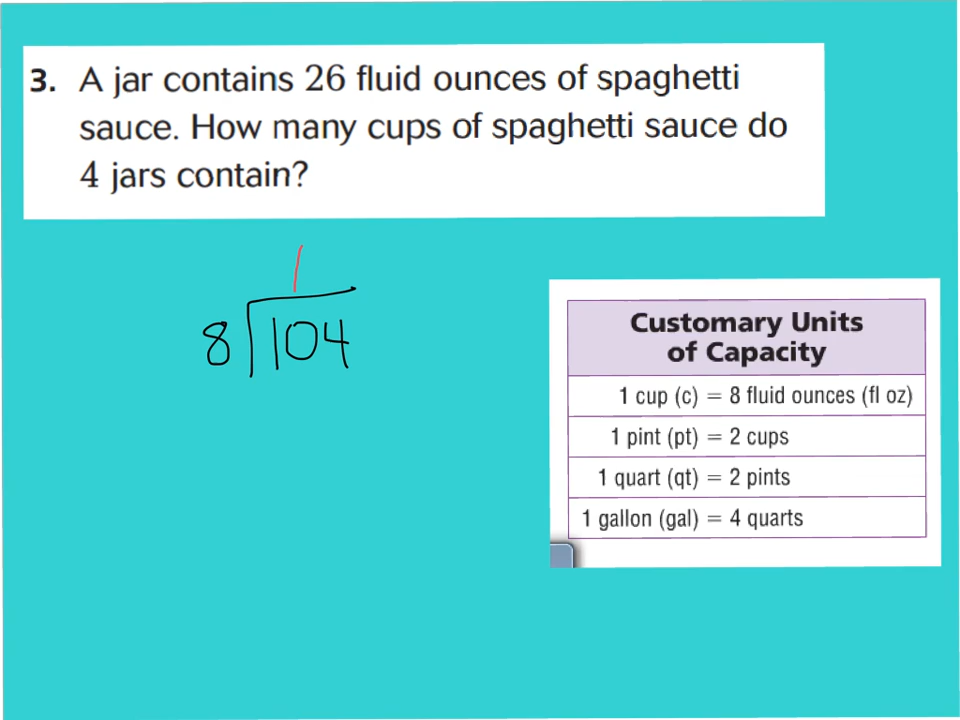 3. A jar contains 26 fluid ounces of spaghetti
sauce. How many cups of spaghetti sauce do
4 jars contain?
1
8 104
Customary Units
of Capacity
1 cup (c) = 8 fluid ounces (fl oz)
1 pint (pt) = 2 cups
1 quart (qt) = 2 pints
1 gallon (gal) = 4 quarts